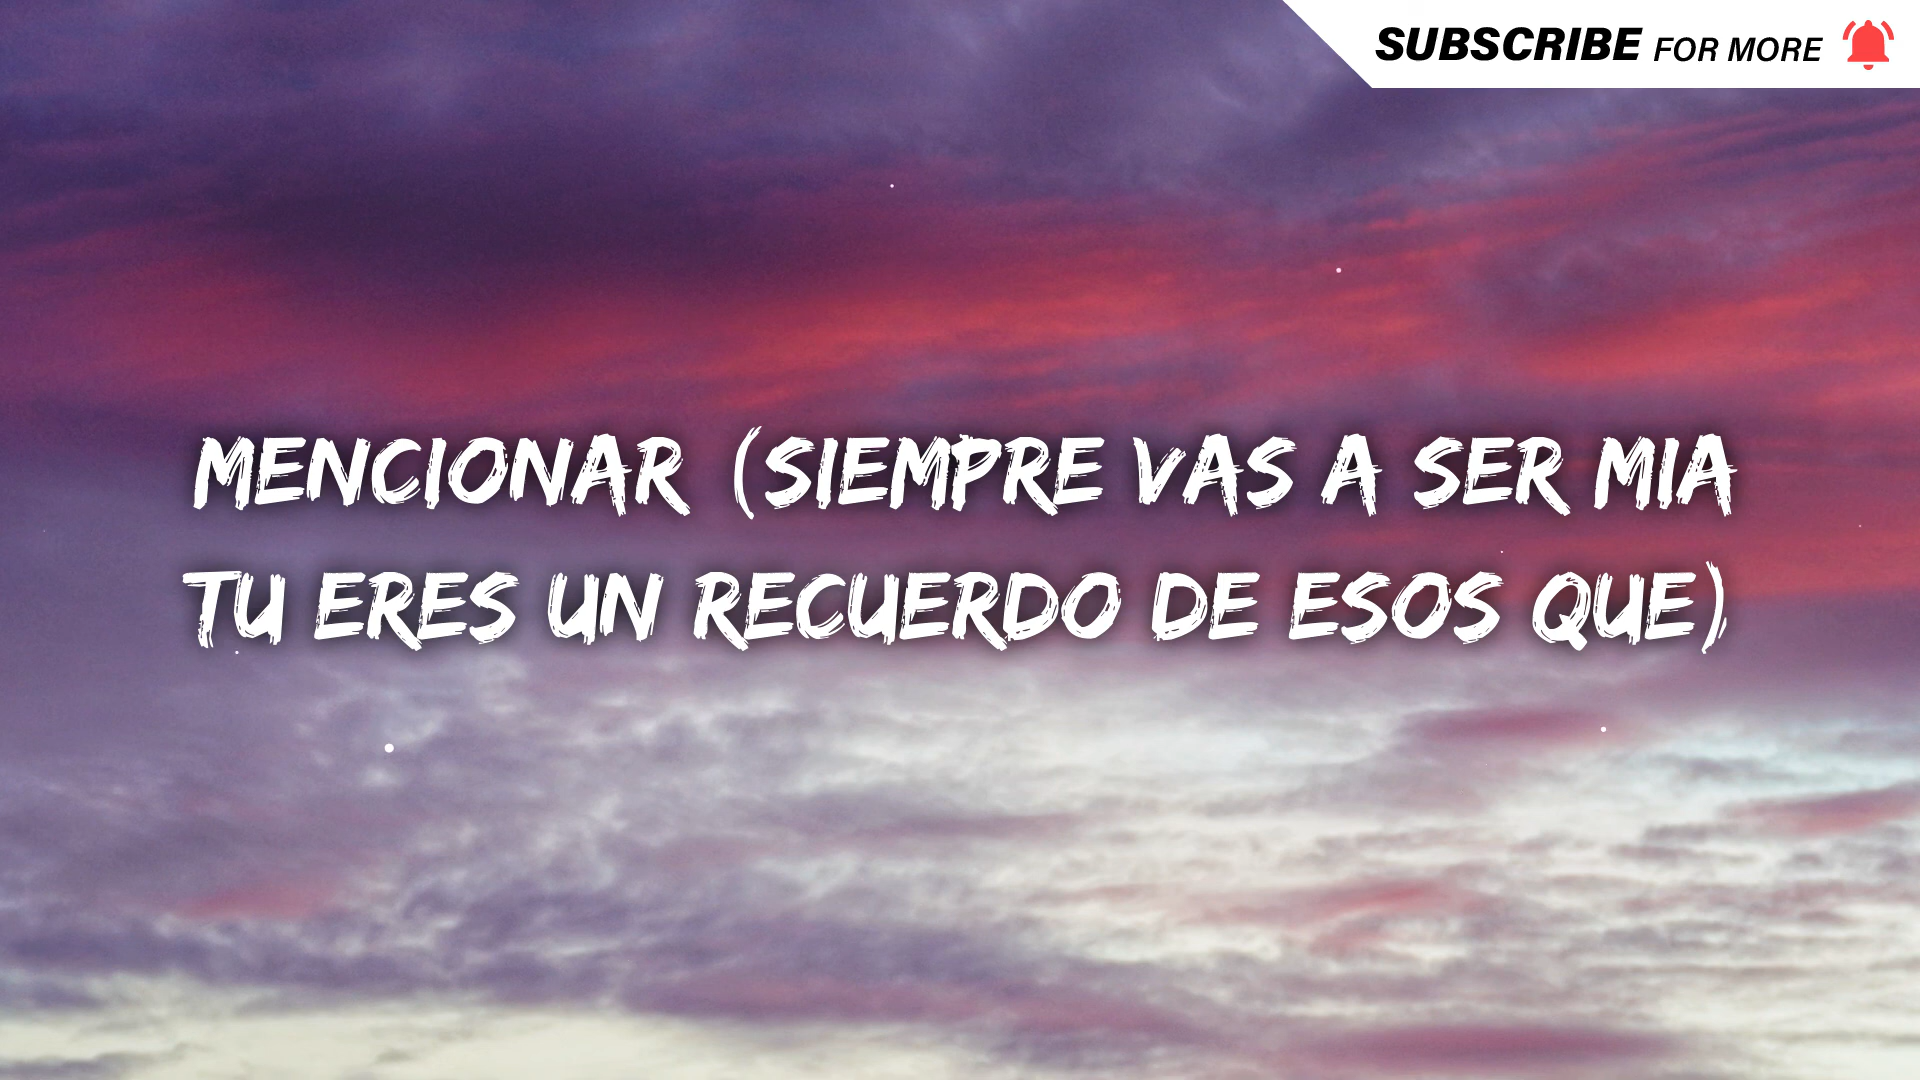 SUBSCRIBE FOR MORE
MENCIONAR (SIEMPRE VAS A SER MIA
TU ERES UN RECUERDO DE ESOS QUE)